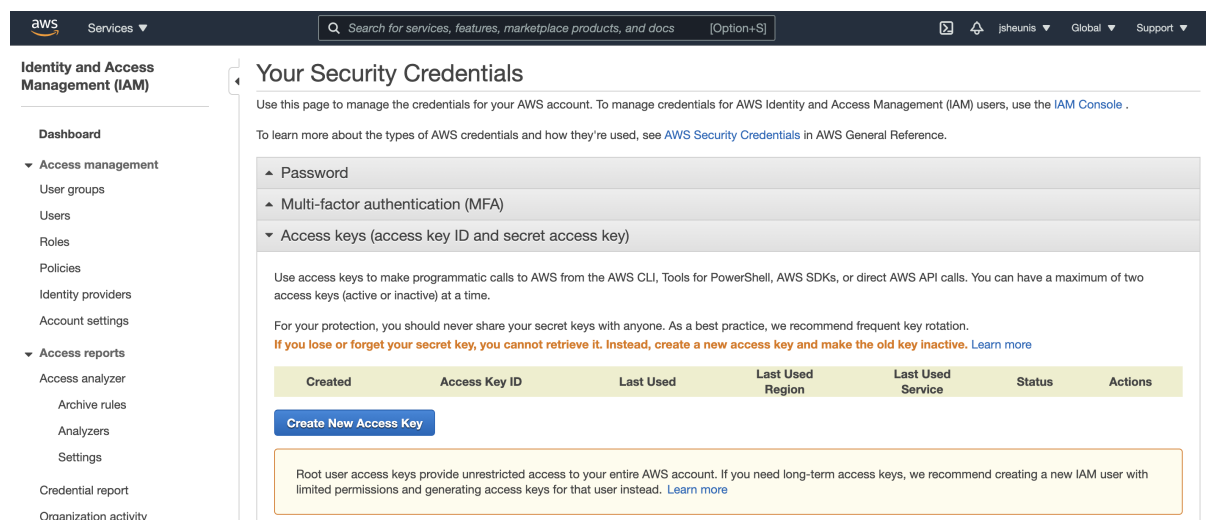 aws
Services ▼
Search for services, features, marketplace products, and docs
[Option+S]
jsheunis ▼
Global ▼
Support ▼
Identity and Access
Management (IAM)
Dashboard
Access management
User groups
Users
Roles
Policies
Identity providers
Account settings
Access reports
Access analyzer
Archive rules
Analyzers
Settings
Credential report
Organization activity
Your Security Credentials
Use this page to manage the credentials for your AWS account. To manage credentials for AWS Identity and Access Management (IAM) users, use the IAM Console .
To learn more about the types of AWS credentials and how they're used, see AWS Security Credentials in AWS General Reference.
Password
Multi-factor authentication (MFA)
Access keys (access key ID and secret access key)
Use access keys to make programmatic calls to AWS from the AWS CLI, Tools for PowerShell, AWS SDKs, or direct AWS API calls. You can have a maximum of two
access keys (active or inactive) at a time.
For your protection, you should never share your secret keys with anyone. As a best practice, we recommend frequent key rotation.
If you lose or forget your secret key, you cannot retrieve it. Instead, create a new access key and make the old key inactive. Learn more
Created
Access Key ID
Last Used
Last Used
Region
Last Used
Service
Status
Actions
Create New Access Key
Root user access keys provide unrestricted access to your entire AWS account. If you need long-term access keys, we recommend creating a new IAM user with
limited permissions and generating access keys for that user instead. Learn more